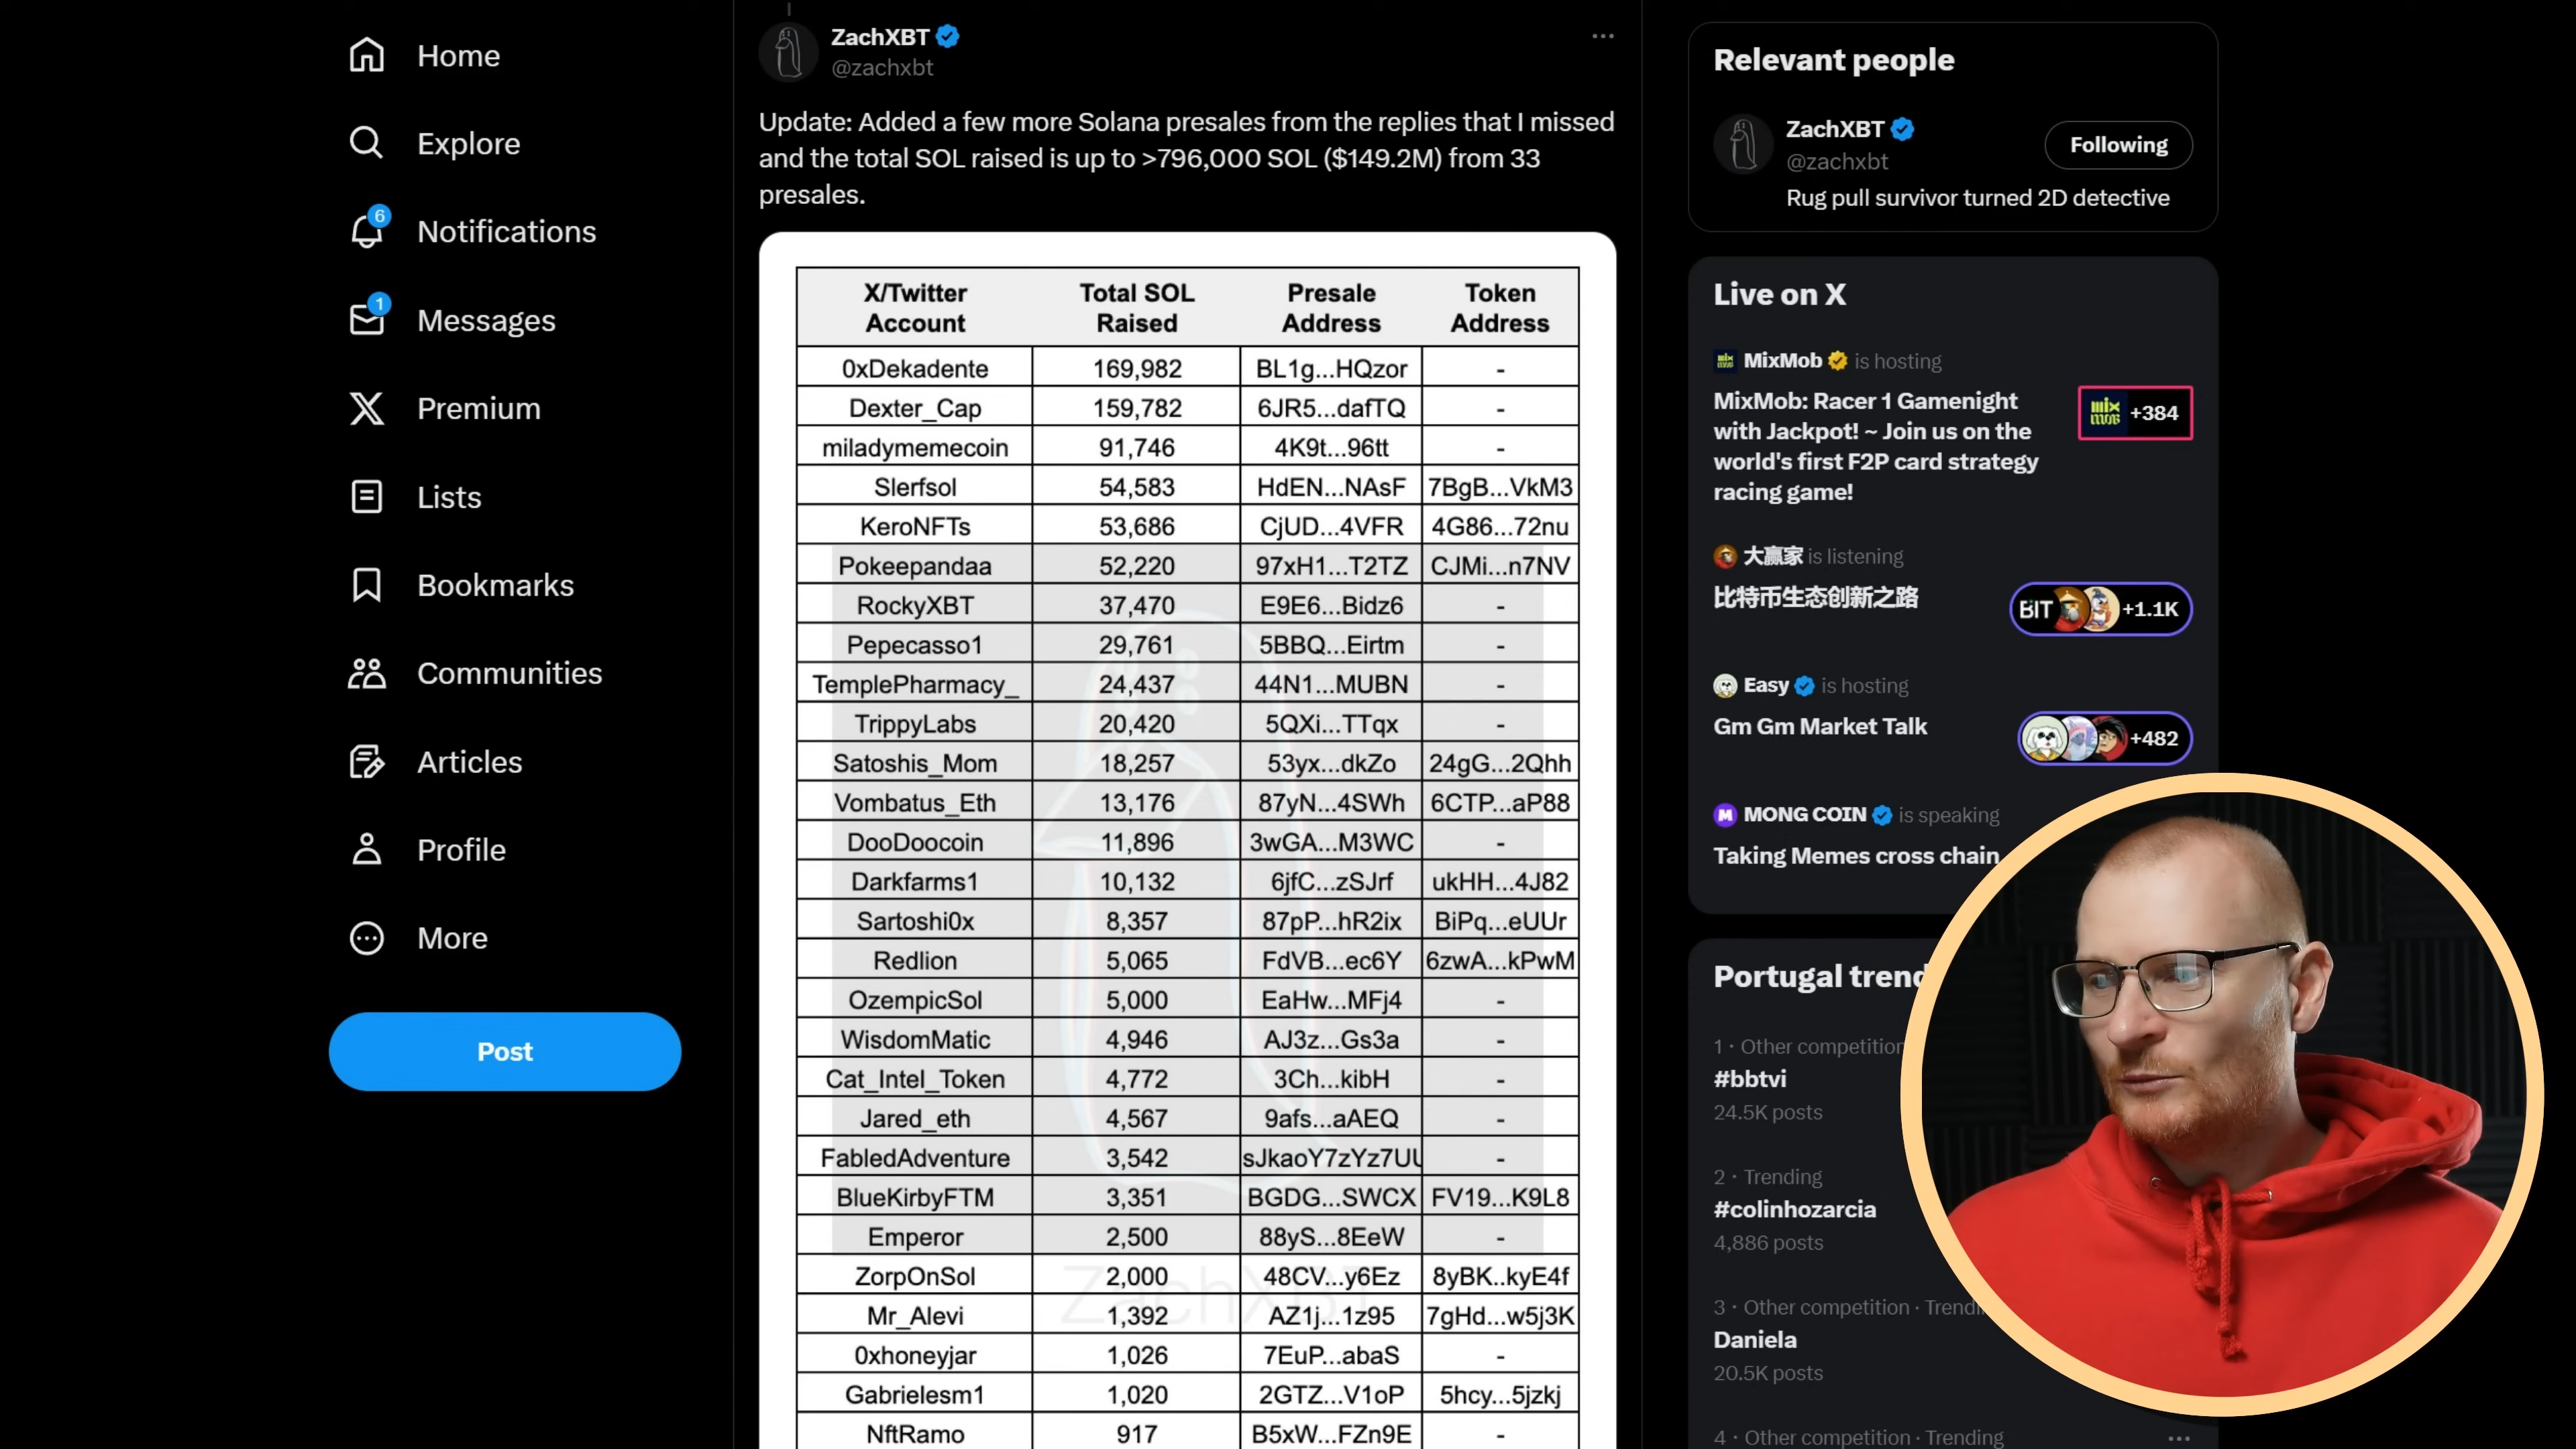 Home
Explore
6
Notifications
1
Messages
Premium
Lists
Bookmarks
Communities
Articles
Profile
More
Post
ZachXBT
@zachxbt
Update: Added a few more Solana presales from the replies that I missed
and the total SOL raised is up to >796,000 SOL ($149.2M) from 33
presales.
X/Twitter Account Total SOL Raised Presale Address Token Address
0xDekadente 169,982 BL1g...HQzor -
Dexter_Cap 159,782 6JR5...dafTQ -
miladymemecoin 91,746 4K9t...96tt -
Slerfsol 54,583 HdEN...NAsF 7BgB...VkM3
KeroNFTs 53,686 CjUD...4VFR 4G86...72nu
Pokeepandaa 52,220 97xH1...T2TZ CJMi...n7NV
RockyXBT 37,470 E9E6...Bidz6 -
Pepecasso1 29,761 5BBQ...Eirtm -
TemplePharmacy_ 24,437 44N1...MUBN -
TrippyLabs 20,420 5QXi...TTqx -
Satoshis_Mom 18,257 53yx...dkZo 24gG...2Qhh
Vombatus_Eth 13,176 87yN...4SWh 6CTP...aP88
DooDoocoin 11,896 3wGA...M3WC -
Darkfarms1 10,132 6jfC...zSJrf ukHH...4J82
Sartoshi0x 8,357 87pP...hR2ix BiPq...eUUr
Redlion 5,065 FdVB...ec6Y 6zwA...kPwM
OzempicSol 5,000 EaHw...MFj4 -
WisdomMatic 4,946 AJ3z...Gs3a -
Cat_Intel_Token 4,772 3Ch...kibH -
Jared_eth 4,567 9afs...aAEQ -
FabledAdventure 3,542 sJkaoY7zYz7UU -
BlueKirbyFTM 3,351 BGDG...SWCX FV19...K9L8
Emperor 2,500 88yS...8EeW -
ZorpOnSol 2,000 48CV...y6Ez 8yBK..kyE4f
Mr_Alevi 1,392 AZ1j...1z95 7gHd...w5j3K
0xhoneyjar 1,026 7EuP...abaS -
Gabrielesm1 1,020 2GTZ...V1oP 5hcy...5jzkj
NftRamo 917 B5xW...FZn9E -
ZachXBT
Relevant people
ZachXBT
@zachxbt
Following
Rug pull survivor turned 2D detective
Live on X
MixMob is hosting
MixMob: Racer 1 Gamenight
with Jackpot! ~ Join us on the
world's first F2P card strategy
racing game!
mix mob +384
大赢家 is listening
比特币生态创新之路
BIT +1.1K
Easy is hosting
Gm Gm Market Talk
+482
M MONG COIN is speaking
Taking Memes cross chain
Portugal trend
1 · Other competition
#bbtvi
24.5K posts
2 · Trending
#colinhozarcia
4,886 posts
3 · Other competition · Trendi
Daniela
20.5K posts
4 · Other competition · Trending